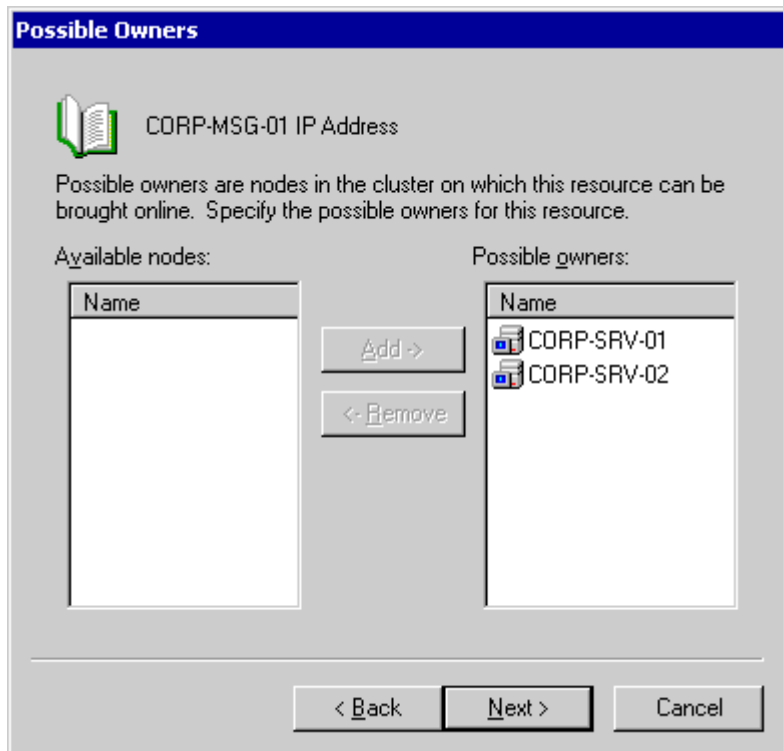 Possible Owners
CORP-MSG-01 IP Address
Possible owners are nodes in the cluster on which this resource can be
brought online. Specify the possible owners for this resource.
Available nodes:
Possible owners:
Name
Name
Add ->
<- Remove
CORP-SRV-01
CORP-SRV-02
< Back
Next >
Cancel